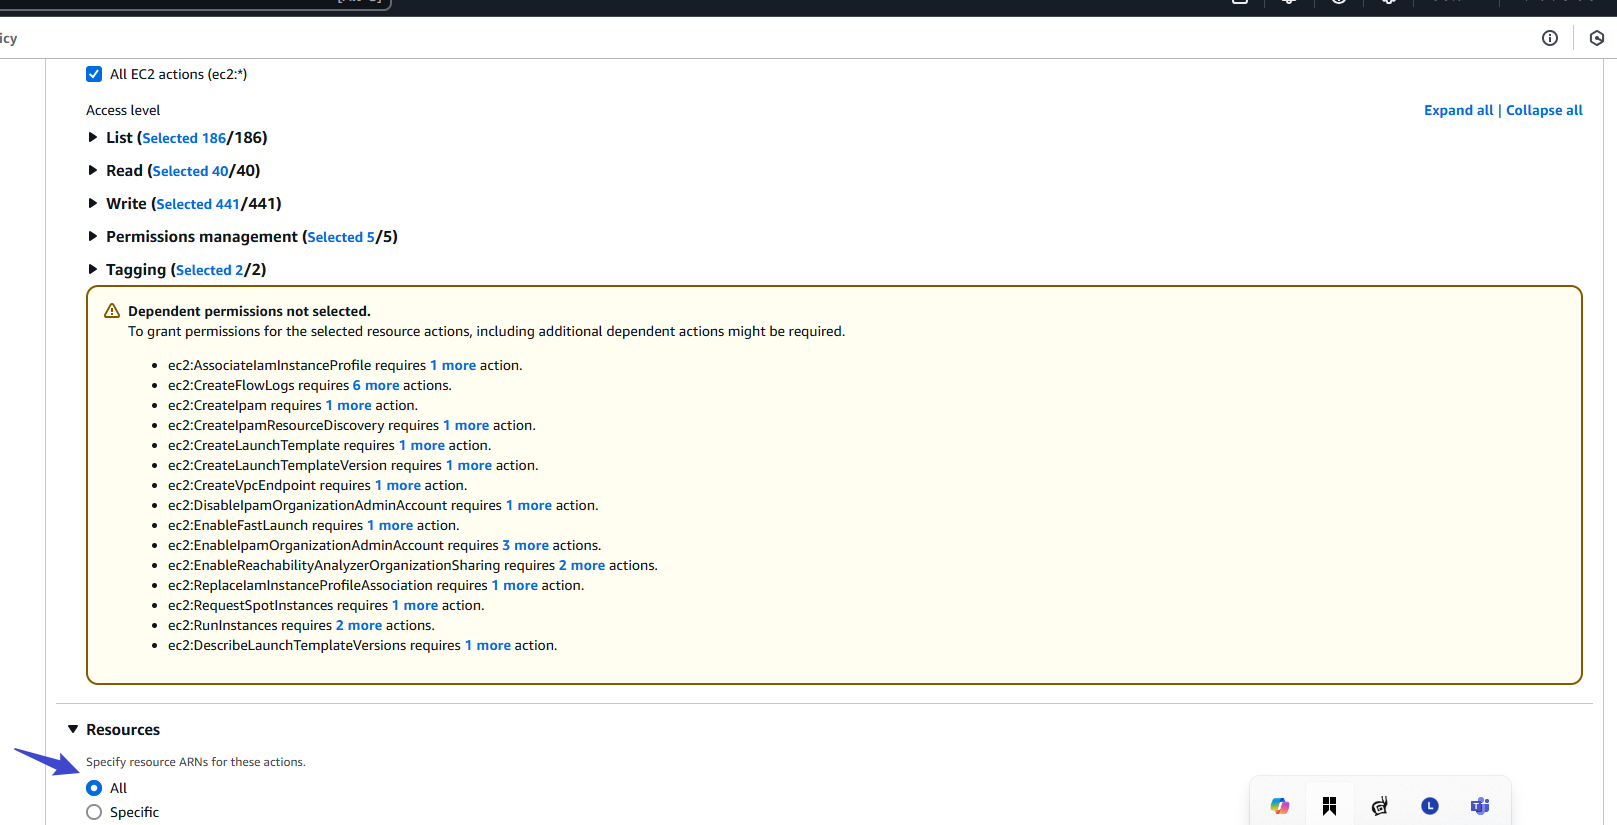 icy
All EC2 actions (ec2:*)
Access level
Expand all | Collapse all
List (Selected 186/186)
Read (Selected 40/40)
Write (Selected 441/441)
Permissions management (Selected 5/5)
Tagging (Selected 2/2)
Dependent permissions not selected.
To grant permissions for the selected resource actions, including additional dependent actions might be required.
ec2:AssociateIamInstanceProfile requires 1 more action.
ec2:CreateFlowLogs requires 6 more actions.
ec2:CreateIpam requires 1 more action.
ec2:CreateIpamResourceDiscovery requires 1 more action.
ec2:CreateLaunchTemplate requires 1 more action.
ec2:CreateLaunchTemplateVersion requires 1 more action.
ec2:CreateVpcEndpoint requires 1 more action.
ec2:DisableIpamOrganizationAdminAccount requires 1 more action.
ec2:EnableFastLaunch requires 1 more action.
ec2:EnableIpamOrganizationAdminAccount requires 3 more actions.
ec2:EnableReachabilityAnalyzerOrganizationSharing requires 2 more actions.
ec2:ReplaceIamInstanceProfileAssociation requires 1 more action.
ec2:RequestSpotInstances requires 1 more action.
ec2:RunInstances requires 2 more actions.
ec2:DescribeLaunchTemplateVersions requires 1 more action.
Resources
Specify resource ARNs for these actions.
All
Specific
L